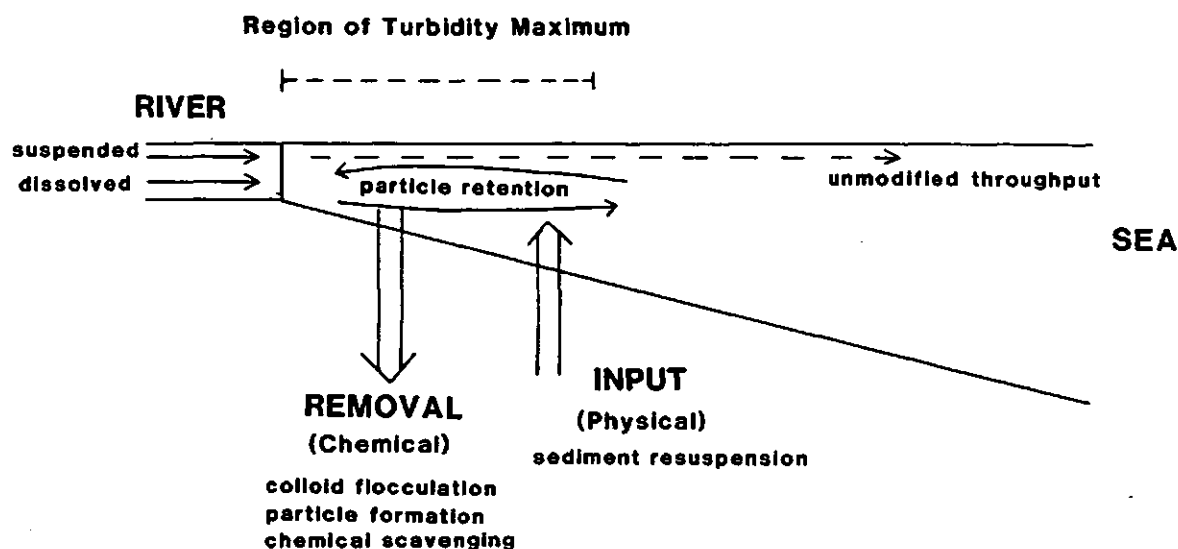 Region of Turbidity Maximum
RIVER
suspended
dissolved
particle retention
unmodified throughput
SEA
REMOVAL
(Chemical)
colloid flocculation
particle formation
chemical scavenging
INPUT
(Physical)
sediment resuspension